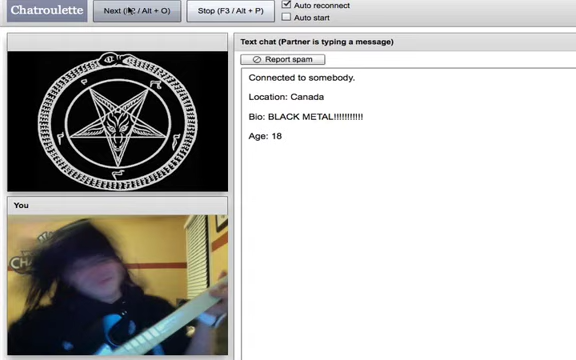 Chatroulette
Next (F2 / Alt + O)
Stop (F3 / Alt + P)
Auto reconnect
Auto start
Text chat (Partner is typing a message)
Report spam
Connected to somebody.
Location: Canada
Bio: BLACK METAL!!!!!!!!!!!
Age: 18
You